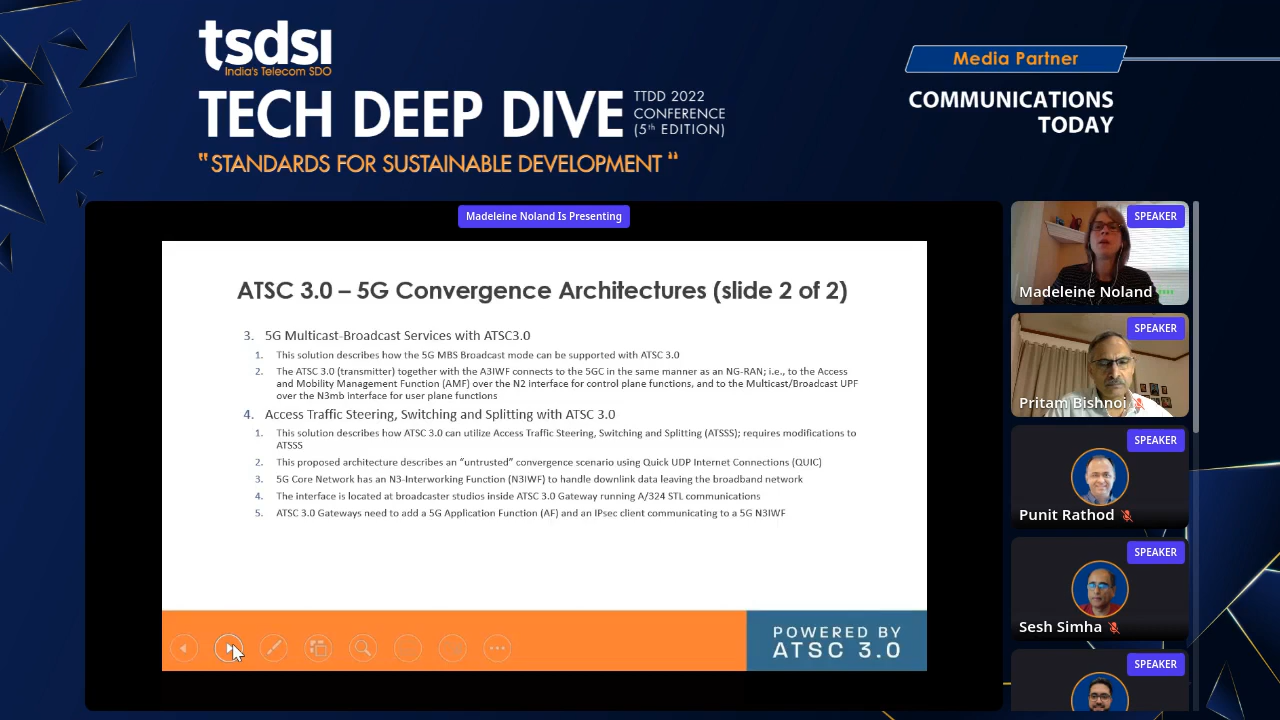 tsdsi
India's Telecom SDO
TECH DEEP DIVE
TTDD 2022
CONFERENCE
(5th EDITION)
"STANDARDS FOR SUSTAINABLE DEVELOPMENT"
Media Partner
COMMUNICATIONS
TODAY
Madeleine Noland Is Presenting
ATSC 3.0 – 5G Convergence Architectures (slide 2 of 2)
3. 5G Multicast-Broadcast Services with ATSC3.0
1. This solution describes how the 5G MBS Broadcast mode can be supported with ATSC 3.0
2. The ATSC 3.0 (transmitter) together with the A3IWF connects to the 5GC in the same manner as an NG-RAN; i.e., to the Access
and Mobility Management Function (AMF) over the N2 interface for control plane functions, and to the Multicast/Broadcast UPF
over the N3mb interface for user plane functions
4. Access Traffic Steering, Switching and Splitting with ATSC 3.0
1. This solution describes how ATSC 3.0 can utilize Access Traffic Steering, Switching and Splitting (ATSSS); requires modifications to
ATSSS
2. This proposed architecture describes an "untrusted" convergence scenario using Quick UDP Internet Connections (QUIC)
3. 5G Core Network has an N3-Interworking Function (N3IWF) to handle downlink data leaving the broadband network
4. The interface is located at broadcaster studios inside ATSC 3.0 Gateway running A/324 STL communications
5. ATSC 3.0 Gateways need to add a 5G Application Function (AF) and an IPsec client communicating to a 5G N3IWF
POWERED BY
ATSC 3.0
SPEAKER
Madeleine Noland
SPEAKER
Pritam Bishnoi
SPEAKER
Punit Rathod
SPEAKER
Sesh Simha
SPEAKER